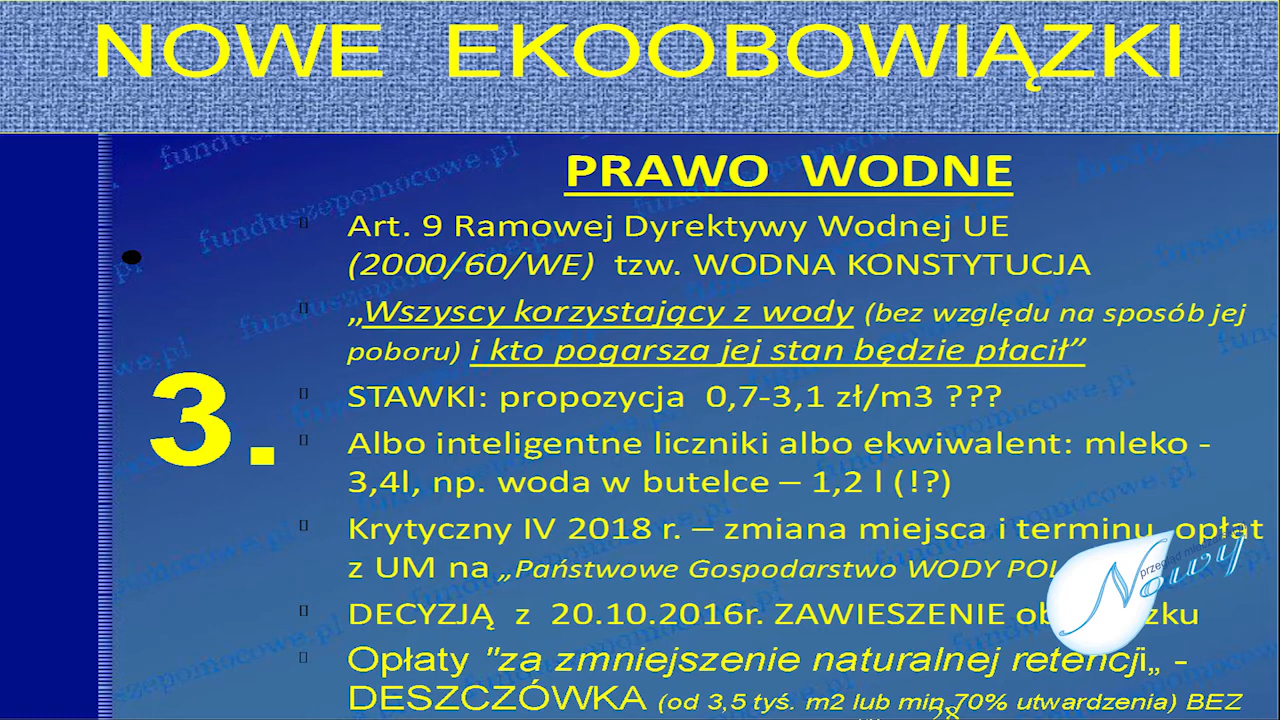 NOWE EKOOBOWIĄZKI
PRAWO WODNE
Art. 9 Ramowej Dyrektywy Wodnej UE
(2000/60/WE) tzw. WODNA KONSTYTUCJA
„Wszyscy korzystający z wody (bez względu na sposób jej
poboru) i kto pogarsza jej stan będzie płacił”
3.
STAWKI: propozycja 0,7-3,1 zł/m3 ???
Albo inteligentne liczniki albo ekwiwalent: mleko -
3,4l, np. woda w butelce – 1,2 l (!?)
Krytyczny IV 2018 r. – zmiana miejsca i terminu opłat
z UM na „Państwowe Gospodarstwo WODY
DECYZJĄ z 20.10.2016r. ZAWIESZENIE
Opłaty "za zmniejszenie naturalnej retencji„ -
DESZCZÓWKA (od 3,5 tyś. m2 lub min 70% utwardzenia) BEZ
28
Nowy
funduszepomocowe.pl